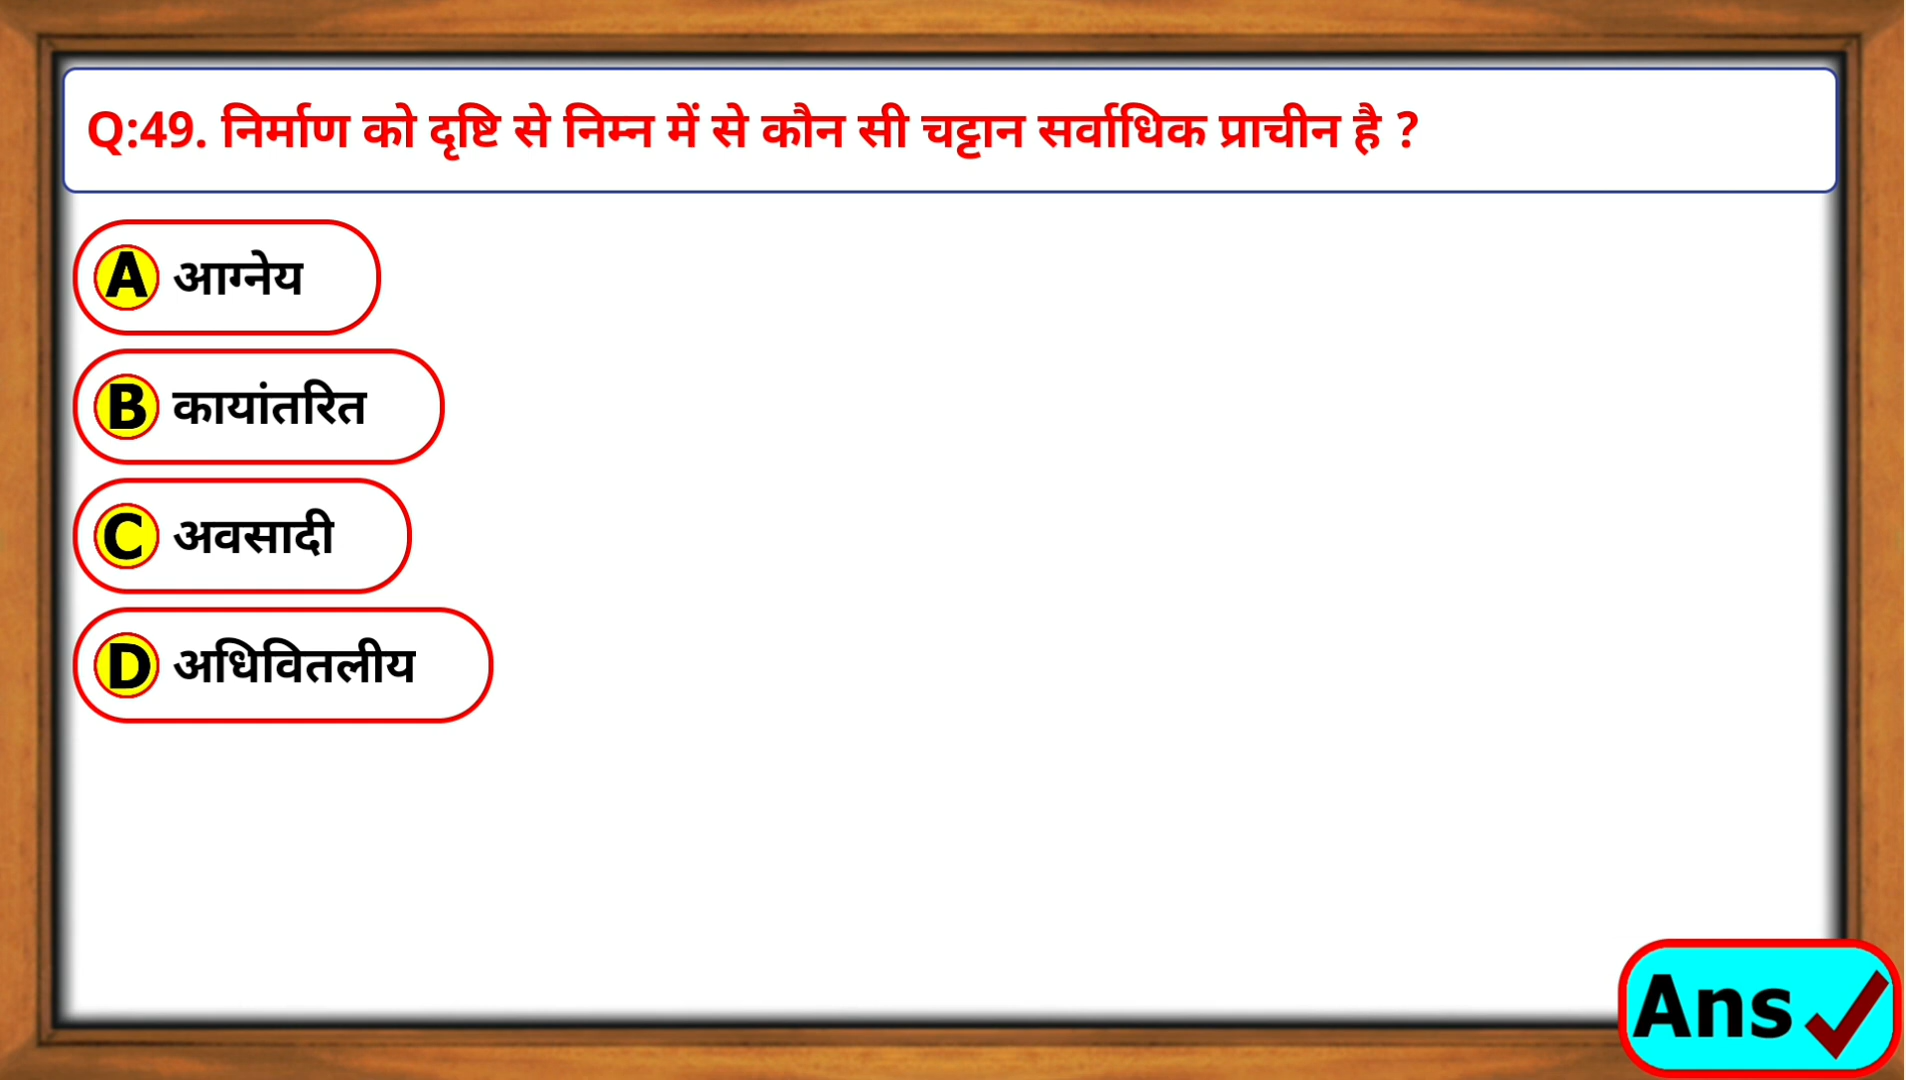 Q:49. निर्माण को दृष्टि से निम्न में से कौन सी चट्टान सर्वाधिक प्राचीन है ?
A आग्नेय
B कायांतरित
C अवसादी
D अधिवितलीय
Ans